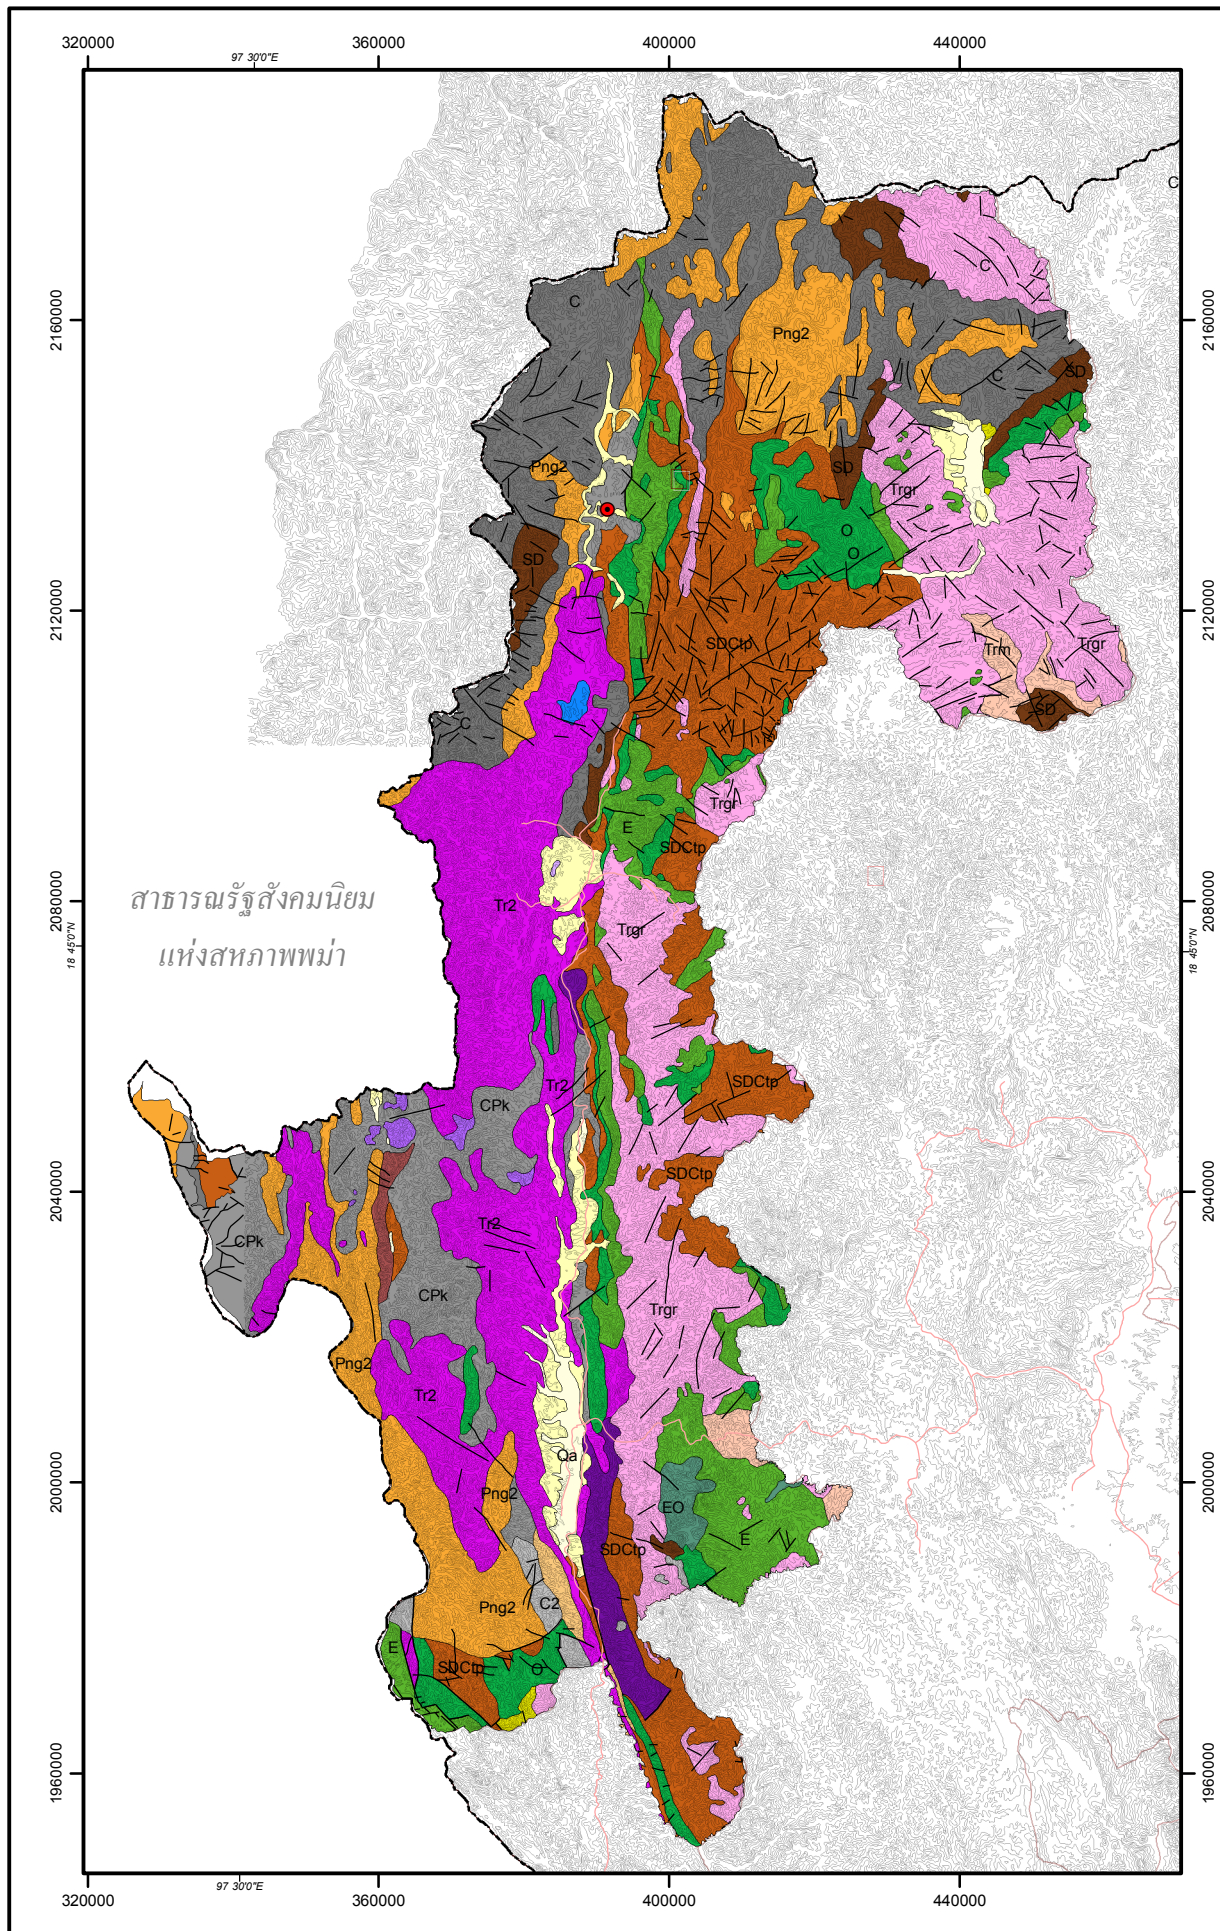 320000 360000 400000 440000
97 30'0"E
C
C
C
2160000 2160000
Png2
C
SD
Png2
SD
Trgr
O
O
SD
2120000 2120000
SDCtp
Trm
Trgr
SD
C
Trgr
E
SDCtp
สาธารณรัฐสังคมนิยม
แห่งสหภาพพม่า
2080000 2080000
Tr2
Trgr
18 45'0"N 18 45'0"N
Tr2
SDCtp
CPk
SDCtp
2040000 2040000
Tr2
CPk
CPk
Trgr
Png2
Tr2
Qa
2000000 2000000
Png2
EO
E
SDCtp
Png2
C2
E
SDCtp
O
1960000 1960000
97 30'0"E
320000 360000 400000 440000